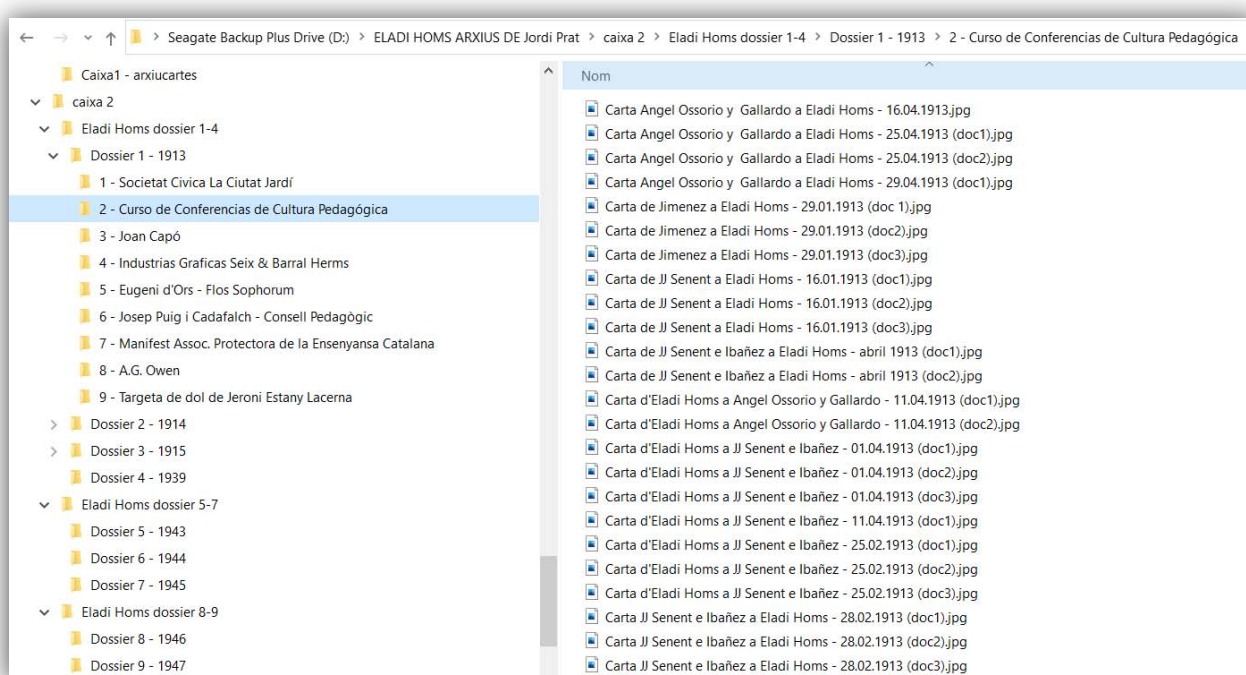 Seagate Backup Plus Drive (D:) > ELADI HOMS ARXIUS DE Jordi Prat > caixa 2 > Eladi Homs dossier 1-4 > Dossier 1 - 1913 > 2 - Curso de Conferencias de Cultura Pedagógica
Caixa1 - arxiucartes
caixa 2
Eladi Homs dossier 1-4
Dossier 1 - 1913
1 - Societat Civica La Ciutat Jardí
2 - Curso de Conferencias de Cultura Pedagógica
3 - Joan Capó
4 - Industrias Graficas Seix & Barral Herms
5 - Eugeni d'Ors - Flos Sophorum
6 - Josep Puig i Cadafalch - Consell Pedagògic
7 - Manifest Assoc. Protectora de la Ensenyansa Catalana
8 - A.G. Owen
9 - Targeta de dol de Jeroni Estany Lacerna
Dossier 2 - 1914
Dossier 3 - 1915
Dossier 4 - 1939
Eladi Homs dossier 5-7
Dossier 5 - 1943
Dossier 6 - 1944
Dossier 7 - 1945
Eladi Homs dossier 8-9
Dossier 8 - 1946
Dossier 9 - 1947
Nom
Carta Angel Ossorio y  Gallardo a Eladi Homs - 16.04.1913.jpg
Carta Angel Ossorio y  Gallardo a Eladi Homs - 25.04.1913 (doc1).jpg
Carta Angel Ossorio y  Gallardo a Eladi Homs - 25.04.1913 (doc2).jpg
Carta Angel Ossorio y  Gallardo a Eladi Homs - 29.04.1913 (doc1).jpg
Carta de Jimenez a Eladi Homs - 29.01.1913 (doc 1).jpg
Carta de Jimenez a Eladi Homs - 29.01.1913 (doc2).jpg
Carta de Jimenez a Eladi Homs - 29.01.1913 (doc3).jpg
Carta de JJ Senent a Eladi Homs - 16.01.1913 (doc1).jpg
Carta de JJ Senent a Eladi Homs - 16.01.1913 (doc2).jpg
Carta de JJ Senent a Eladi Homs - 16.01.1913 (doc3).jpg
Carta de JJ Senent e Ibañez a Eladi Homs - abril 1913 (doc1).jpg
Carta de JJ Senent e Ibañez a Eladi Homs - abril 1913 (doc2).jpg
Carta d'Eladi Homs a Angel Ossorio y Gallardo - 11.04.1913 (doc1).jpg
Carta d'Eladi Homs a Angel Ossorio y Gallardo - 11.04.1913 (doc2).jpg
Carta d'Eladi Homs a JJ Senent e Ibañez - 01.04.1913 (doc1).jpg
Carta d'Eladi Homs a JJ Senent e Ibañez - 01.04.1913 (doc2).jpg
Carta d'Eladi Homs a JJ Senent e Ibañez - 01.04.1913 (doc3).jpg
Carta d'Eladi Homs a JJ Senent e Ibañez - 11.04.1913 (doc1).jpg
Carta d'Eladi Homs a JJ Senent e Ibañez - 25.02.1913 (doc1).jpg
Carta d'Eladi Homs a JJ Senent e Ibañez - 25.02.1913 (doc2).jpg
Carta d'Eladi Homs a JJ Senent e Ibañez - 25.02.1913 (doc3).jpg
Carta JJ Senent e Ibañez a Eladi Homs - 28.02.1913 (doc1).jpg
Carta JJ Senent e Ibañez a Eladi Homs - 28.02.1913 (doc2).jpg
Carta JJ Senent e Ibañez a Eladi Homs - 28.02.1913 (doc3).jpg